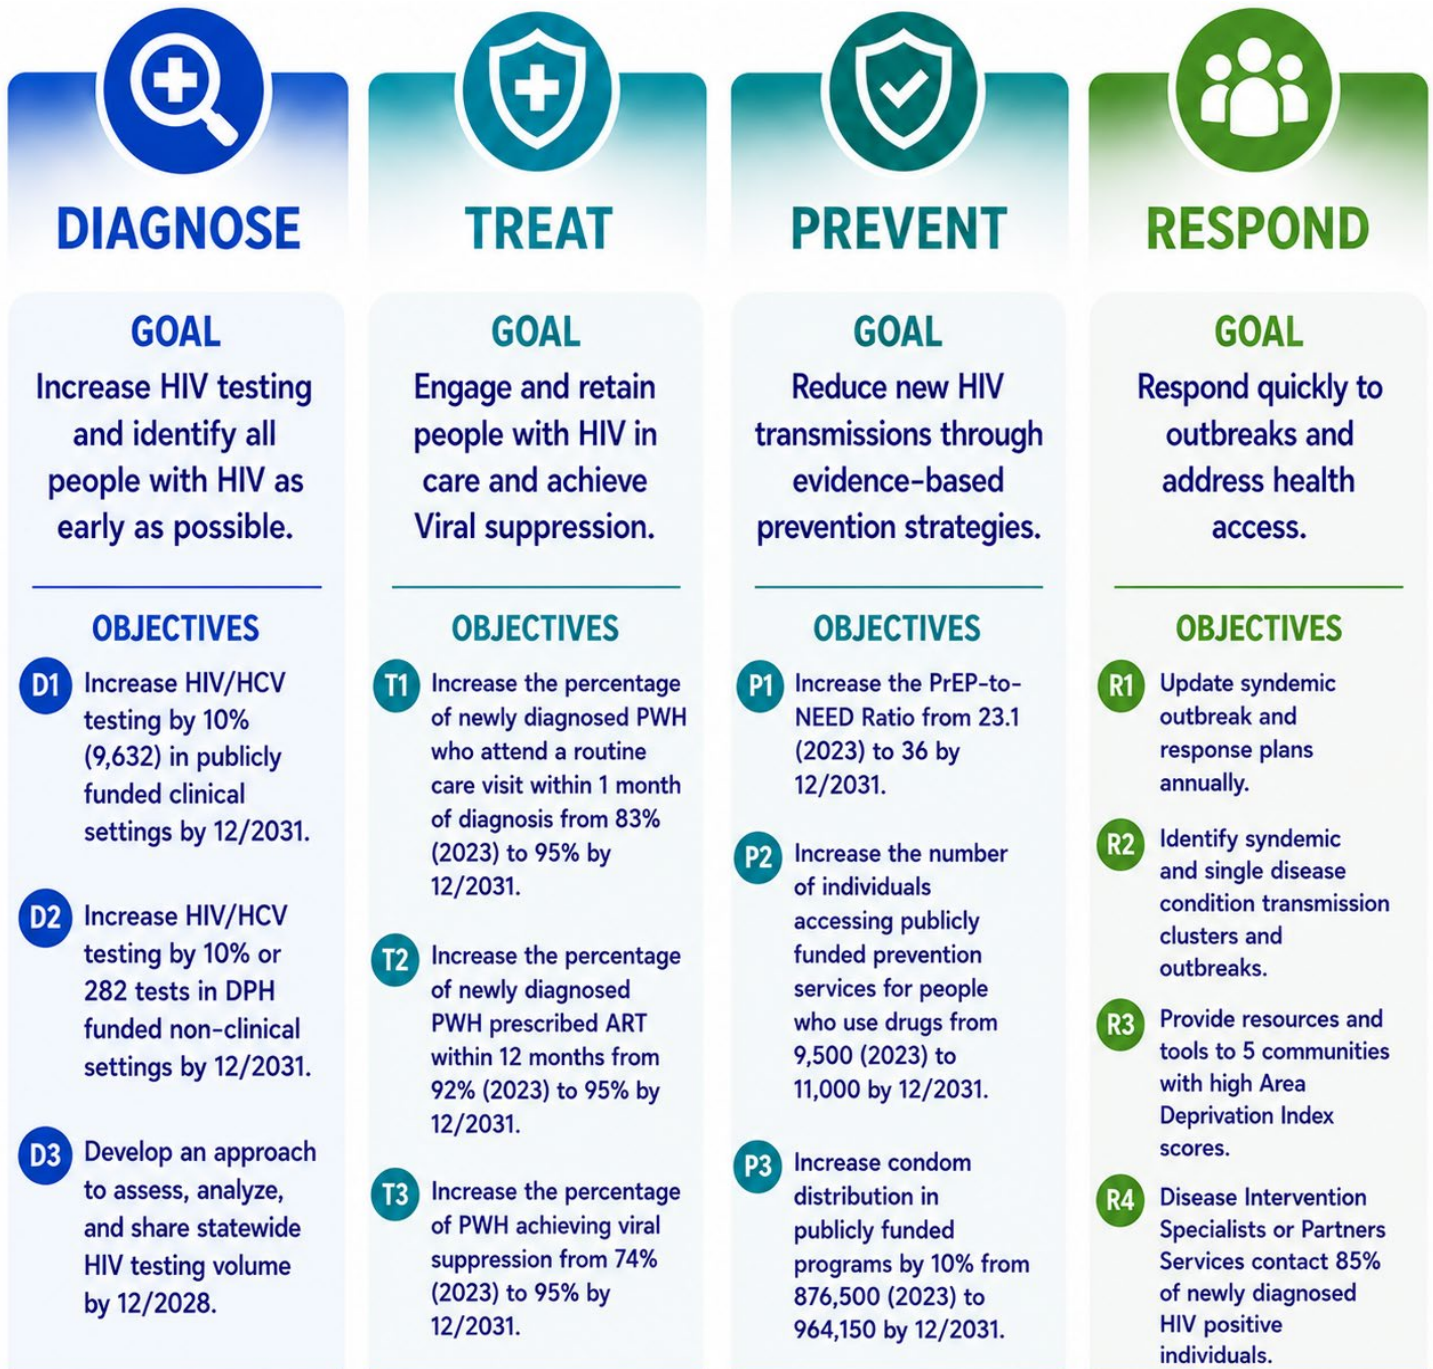 DIAGNOSE
GOAL
Increase HIV testing
and identify all
people with HIV as
early as possible.
OBJECTIVES
D1 Increase HIV/HCV
testing by 10%
(9,632) in publicly
funded clinical
settings by 12/2031.
D2 Increase HIV/HCV
testing by 10% or
282 tests in DPH
funded non-clinical
settings by 12/2031.
D3 Develop an approach
to assess, analyze,
and share statewide
HIV testing volume
by 12/2028.
TREAT
GOAL
Engage and retain
people with HIV in
care and achieve
Viral suppression.
OBJECTIVES
T1 Increase the percentage
of newly diagnosed PWH
who attend a routine
care visit within 1 month
of diagnosis from 83%
(2023) to 95% by
12/2031.
T2 Increase the percentage
of newly diagnosed
PWH prescribed ART
within 12 months from
92% (2023) to 95% by
12/2031.
T3 Increase the percentage
of PWH achieving viral
suppression from 74%
(2023) to 95% by
12/2031.
PREVENT
GOAL
Reduce new HIV
transmissions through
evidence-based
prevention strategies.
OBJECTIVES
P1 Increase the PrEP-to-
NEED Ratio from 23.1
(2023) to 36 by
12/2031.
P2 Increase the number
of individuals
accessing publicly
funded prevention
services for people
who use drugs from
9,500 (2023) to
11,000 by 12/2031.
P3 Increase condom
distribution in
publicly funded
programs by 10% from
876,500 (2023) to
964,150 by 12/2031.
RESPOND
GOAL
Respond quickly to
outbreaks and
address health
access.
OBJECTIVES
R1 Update syndemic
outbreak and
response plans
annually.
R2 Identify syndemic
and single disease
condition transmission
clusters and
outbreaks.
R3 Provide resources and
tools to 5 communities
with high Area
Deprivation Index
scores.
R4 Disease Intervention
Specialists or Partners
Services contact 85%
of newly diagnosed
HIV positive
individuals.